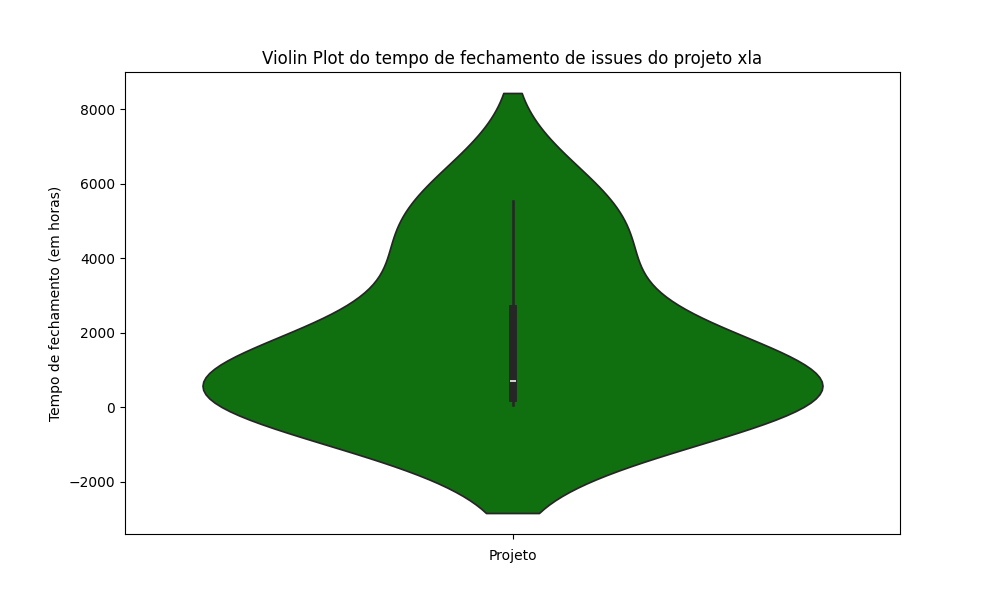 Violin Plot do tempo de fechamento de issues do projeto xla
Tempo de fechamento (em horas)
8000
6000
4000
2000
0
−2000
Projeto